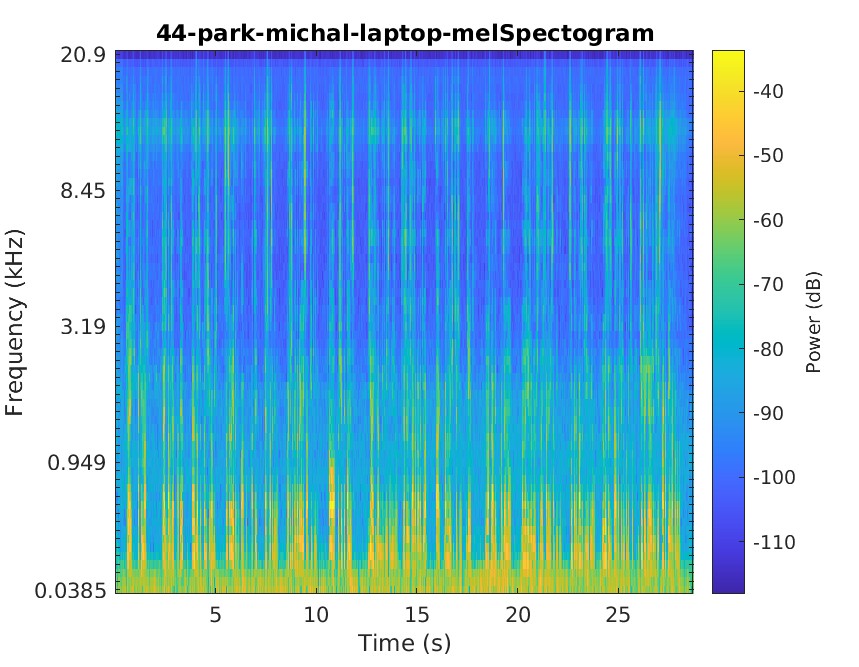 44-park-michal-laptop-melSpectogram
20.9
8.45
3.19
0.949
0.0385
Frequency (kHz)
5 10 15 20 25
Time (s)
-40
-50
-60
-70
-80
-90
-100
-110
Power (dB)